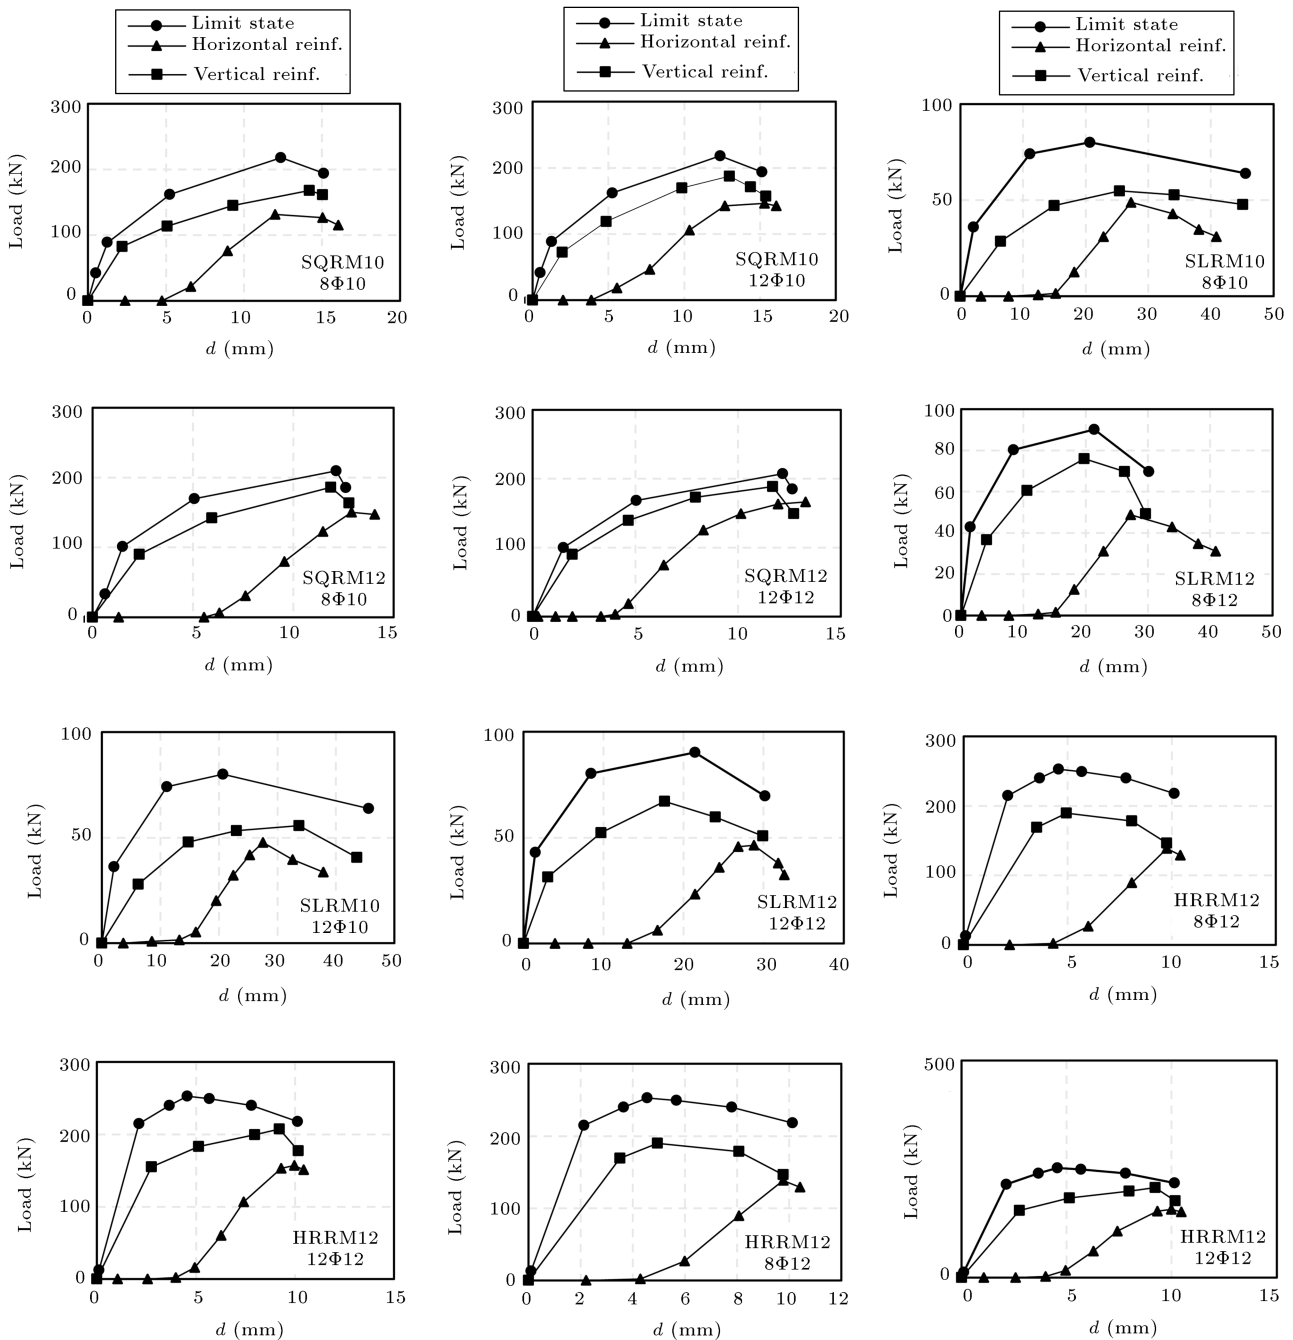 Limit state
Horizontal reinf.
Vertical reinf.
Limit state
Horizontal reinf.
Vertical reinf.
Limit state
Horizontal reinf.
Vertical reinf.
300
200
100
0
Load (kN)
SQRM10
8Φ10
0 5 10 15 20
d (mm)
300
200
100
0
Load (kN)
SQRM10
12Φ10
0 5 10 15 20
d (mm)
100
50
0
Load (kN)
SLRM10
8Φ10
0 10 20 30 40 50
d (mm)
300
200
100
0
Load (kN)
SQRM12
8Φ10
0 5 10 15
d (mm)
300
200
100
0
Load (kN)
SQRM12
12Φ12
0 5 10 15
d (mm)
100
80
60
40
20
0
Load (kN)
SLRM12
8Φ12
0 10 20 30 40 50
d (mm)
100
50
0
Load (kN)
SLRM10
12Φ10
0 10 20 30 40 50
d (mm)
100
50
0
Load (kN)
SLRM12
12Φ12
0 10 20 30 40
d (mm)
300
200
100
0
Load (kN)
HRRM12
8Φ12
0 5 10 15
d (mm)
300
200
100
0
Load (kN)
HRRM12
12Φ12
0 5 10 15
d (mm)
300
200
100
0
Load (kN)
HRRM12
8Φ12
0 2 4 6 8 10 12
d (mm)
500
0
Load (kN)
HRRM12
12Φ12
0 5 10 15
d (mm)